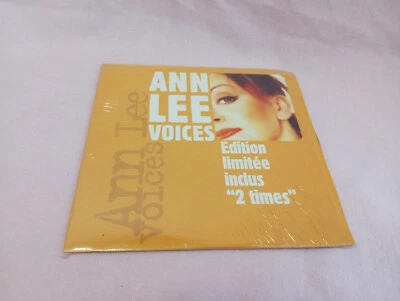 ANN
LEE
VOICES
Edition
limitée
inclus
"2 times"
Ann Lee
voices